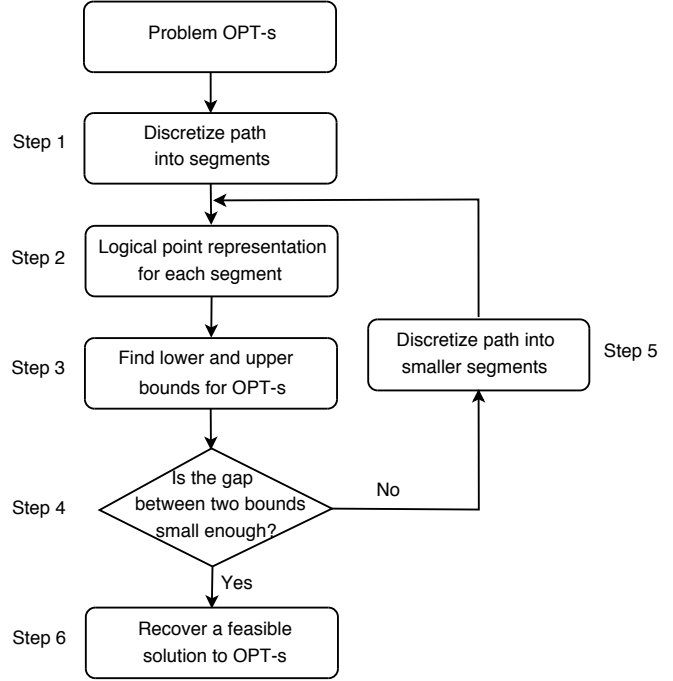 Problem OPT-s
Step 1
Discretize path
into segments
Step 2
Logical point representation
for each segment
Step 3
Find lower and upper
bounds for OPT-s
Discretize path into
smaller segments
Step 5
Step 4
Is the gap
between two bounds
small enough?
No
Yes
Step 6
Recover a feasible
solution to OPT-s